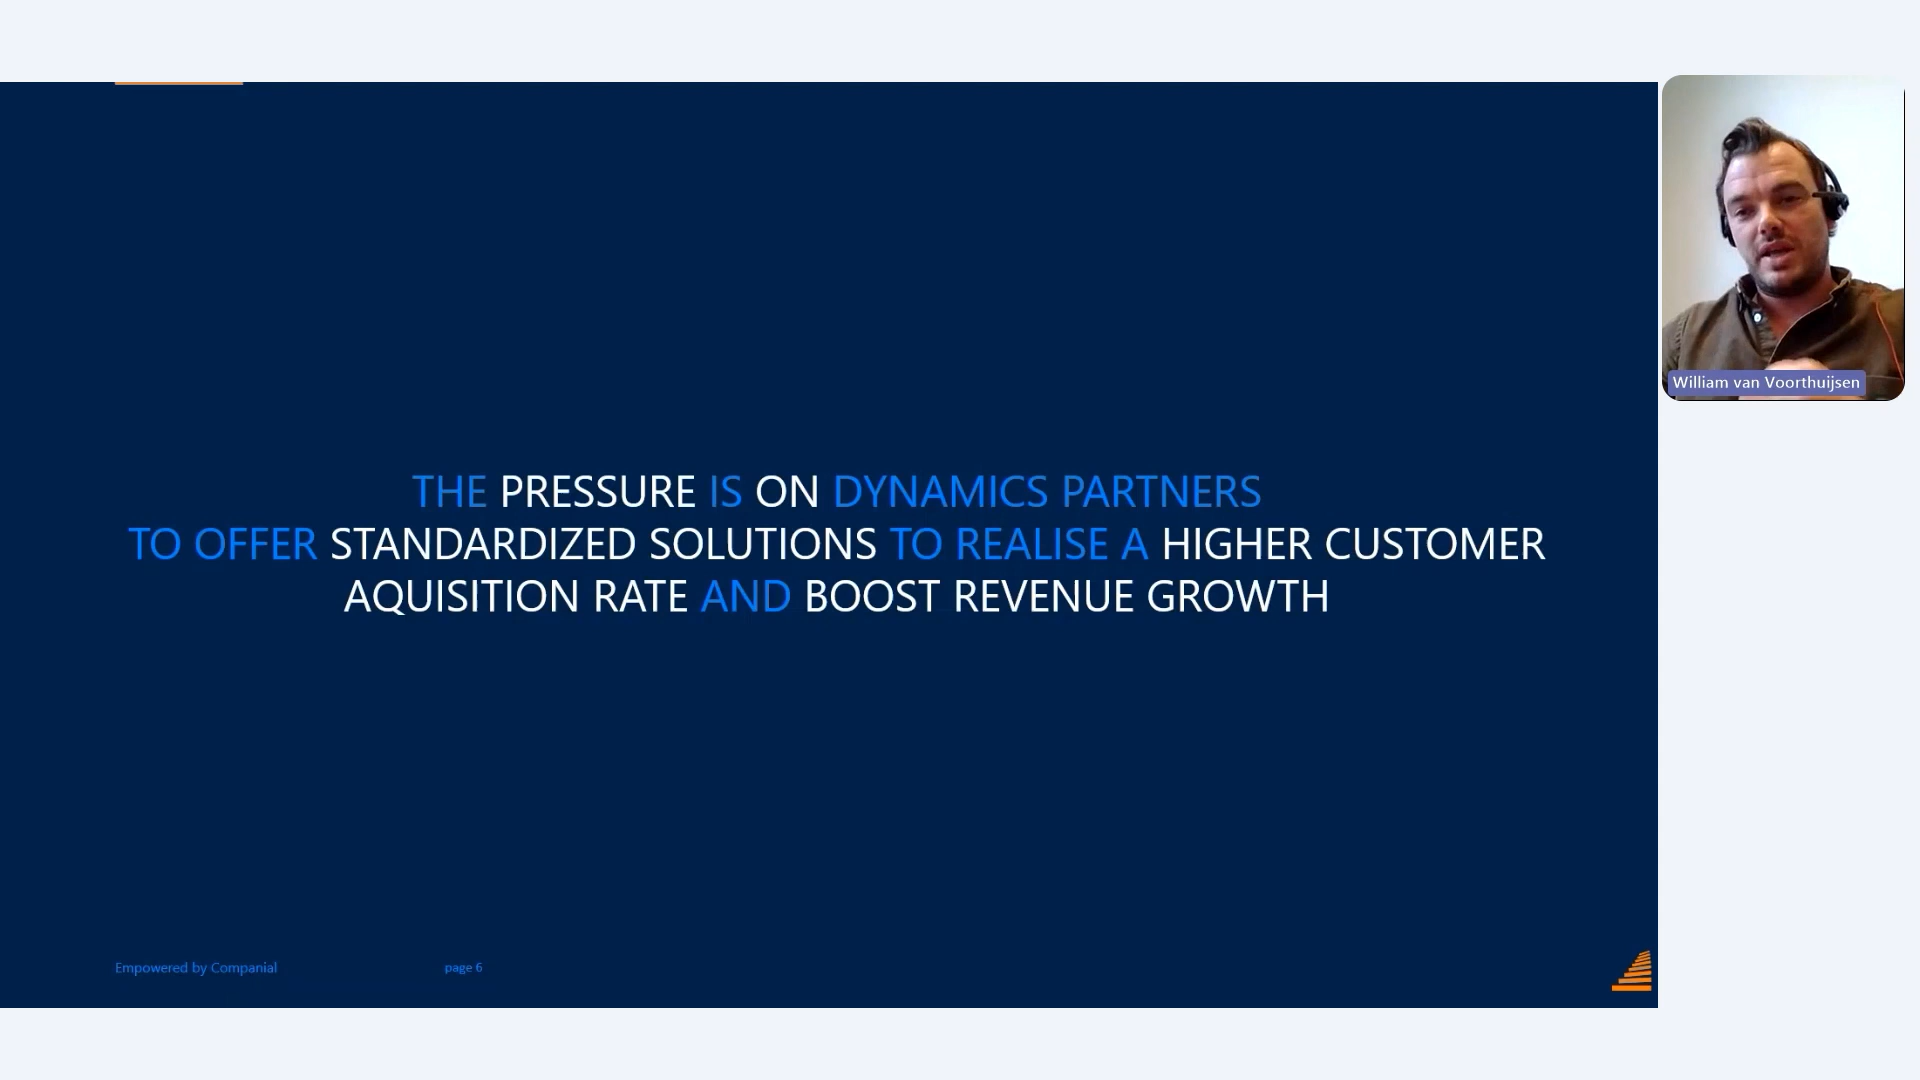 THE PRESSURE IS ON DYNAMICS PARTNERS
TO OFFER STANDARDIZED SOLUTIONS TO REALISE A HIGHER CUSTOMER
AQUISITION RATE AND BOOST REVENUE GROWTH
William van Voorthuijsen
Empowered by Companial
page 6